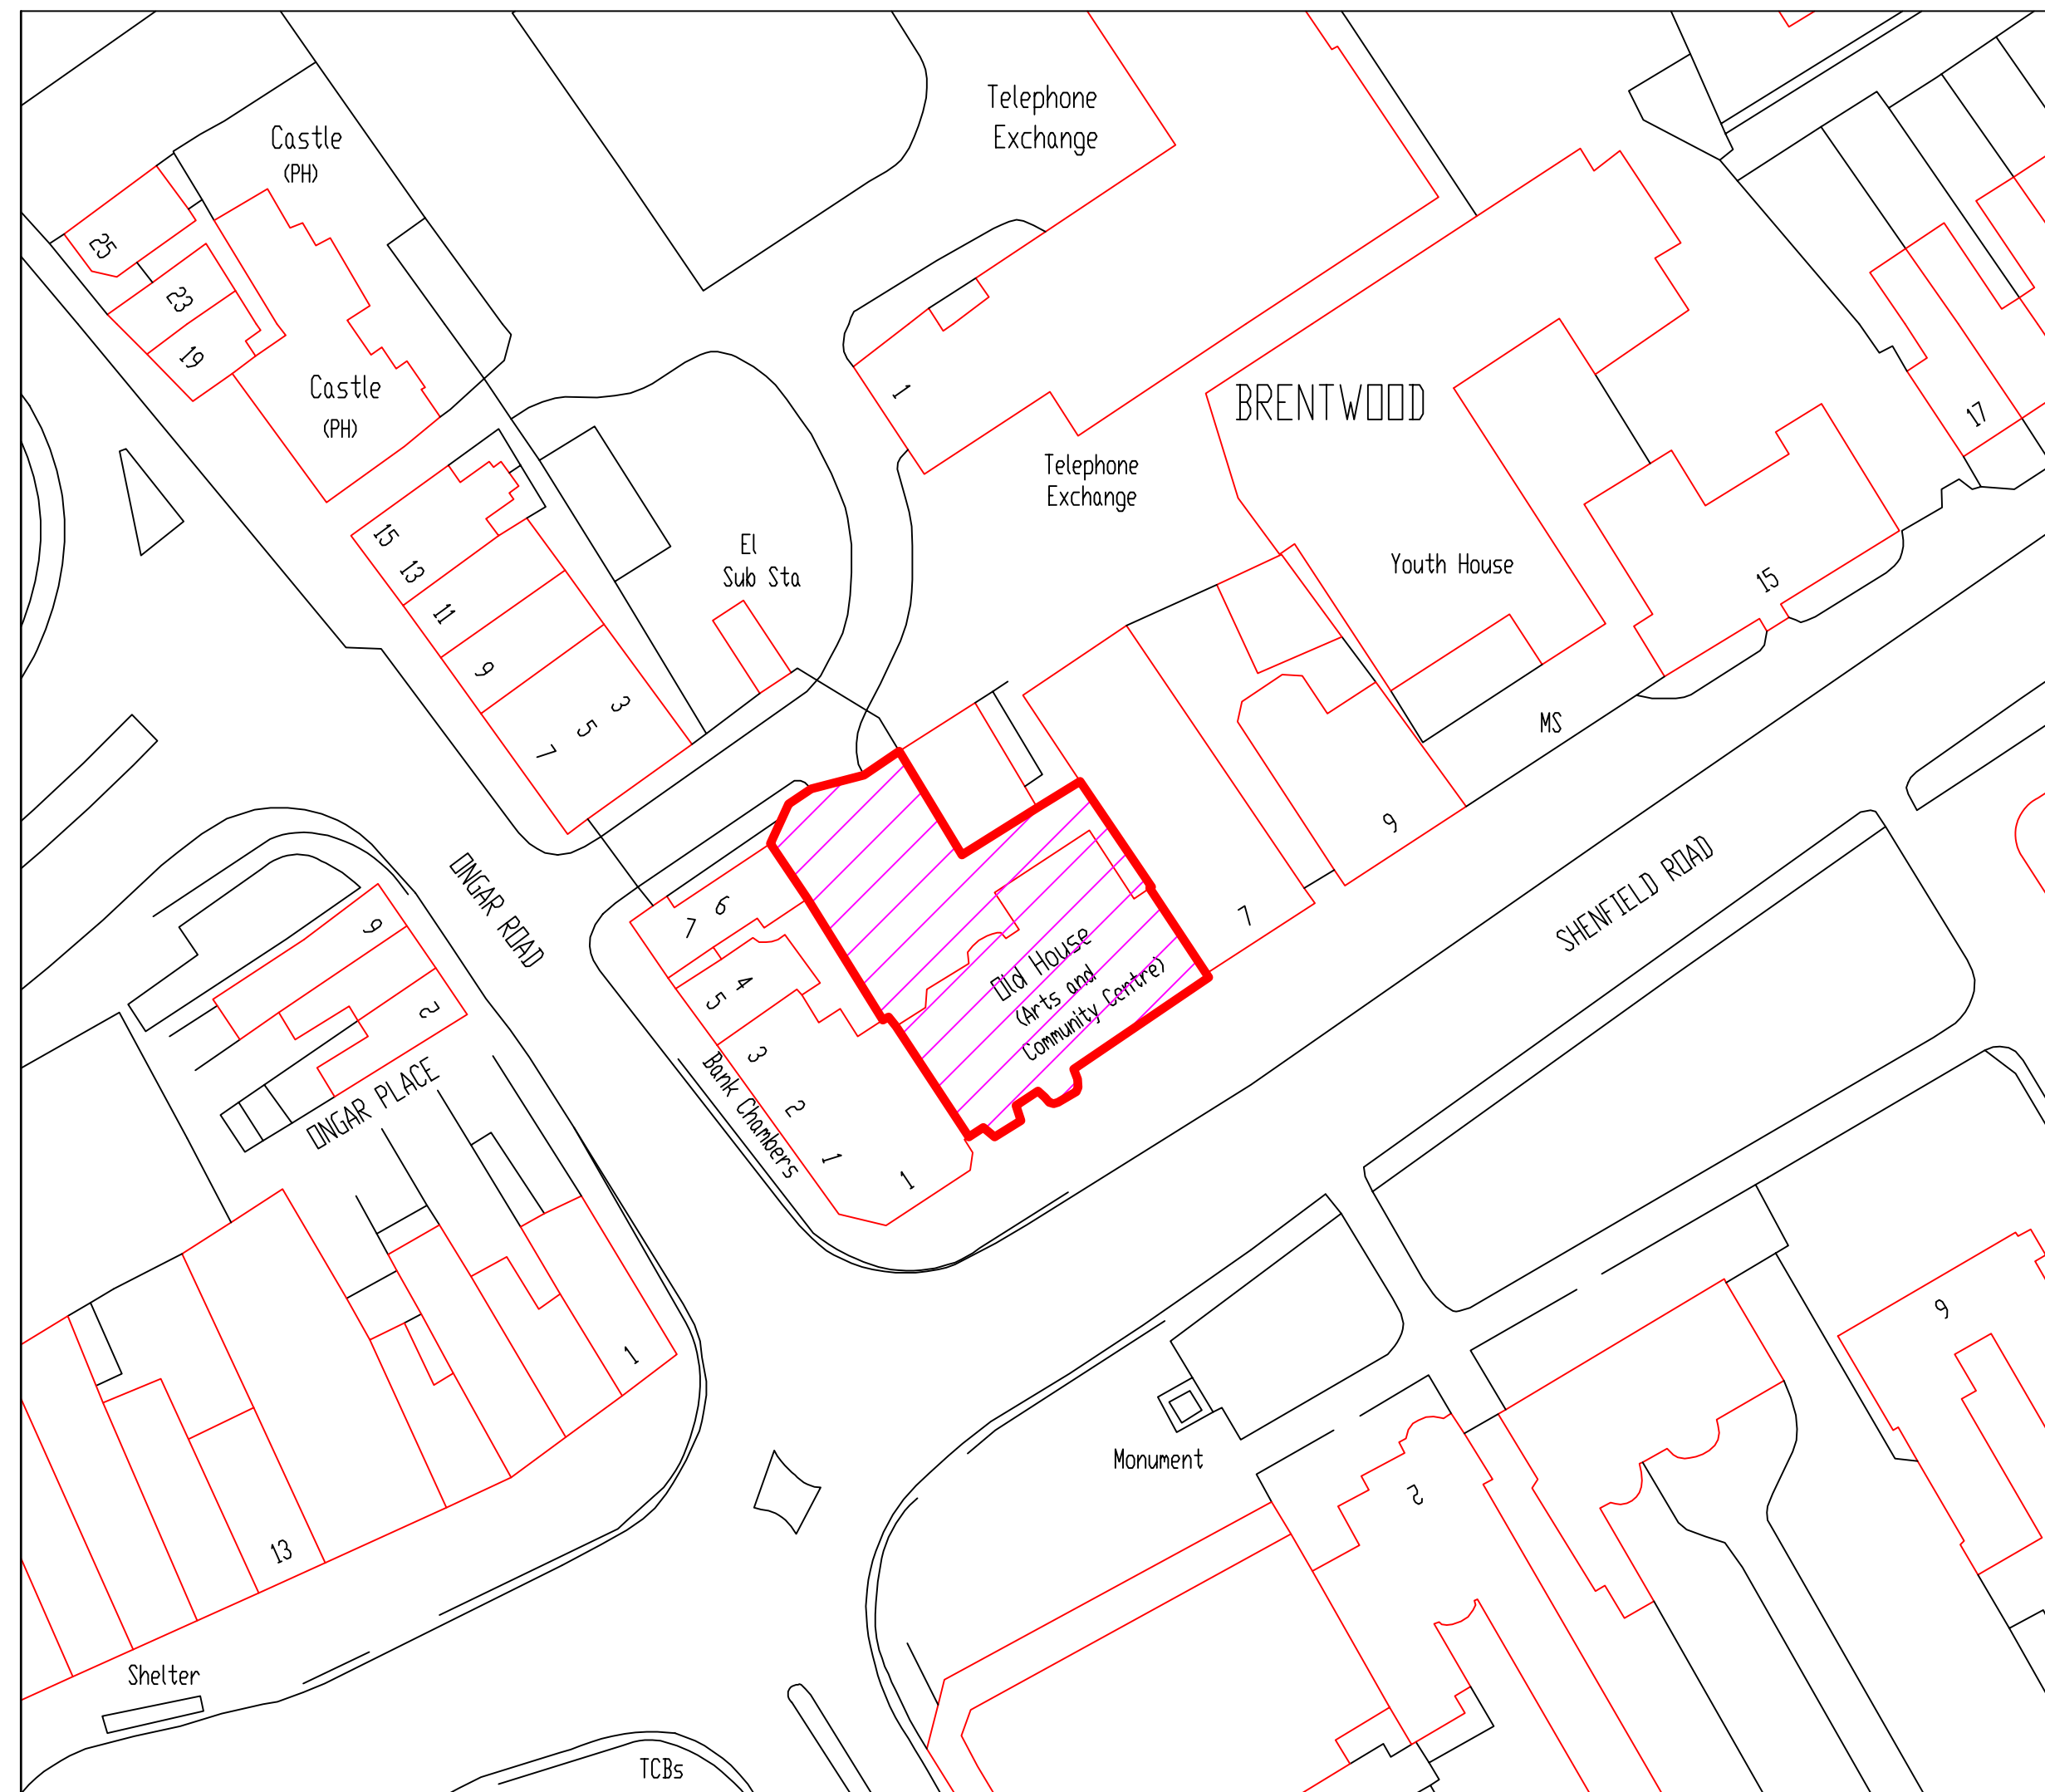 Telephone
Exchange
Castle
(PH)
25
23
19
Castle
(PH)
1
BRENTWOOD
17
Telephone
Exchange
15
13
11
9
7
5
3
El
Sub Sta
Youth House
15
MS
9
7
SHENFIELD ROAD
ONGAR ROAD
6
7
4
5
3
2
1
1
Bank Chambers
Old House
(Arts and
Community Centre)
9
2
ONGAR PLACE
1
13
Monument
2
9
Shelter
TCBs